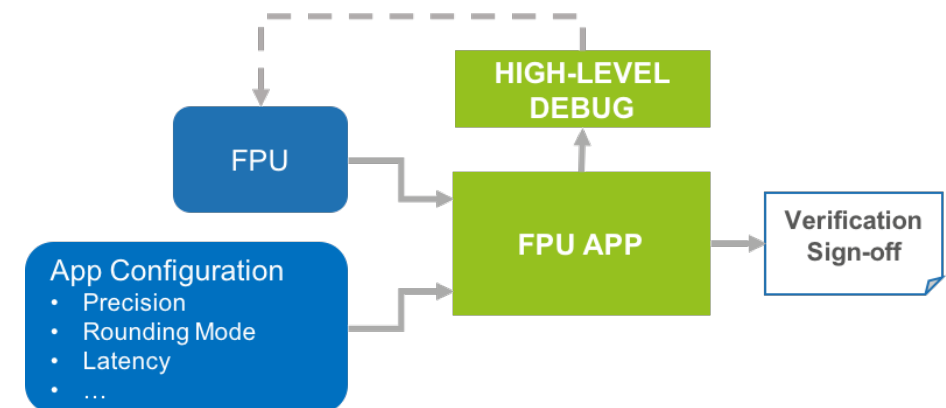 HIGH-LEVEL
DEBUG
FPU
FPU APP
Verification
Sign-off
App Configuration
• Precision
• Rounding Mode
• Latency
• …